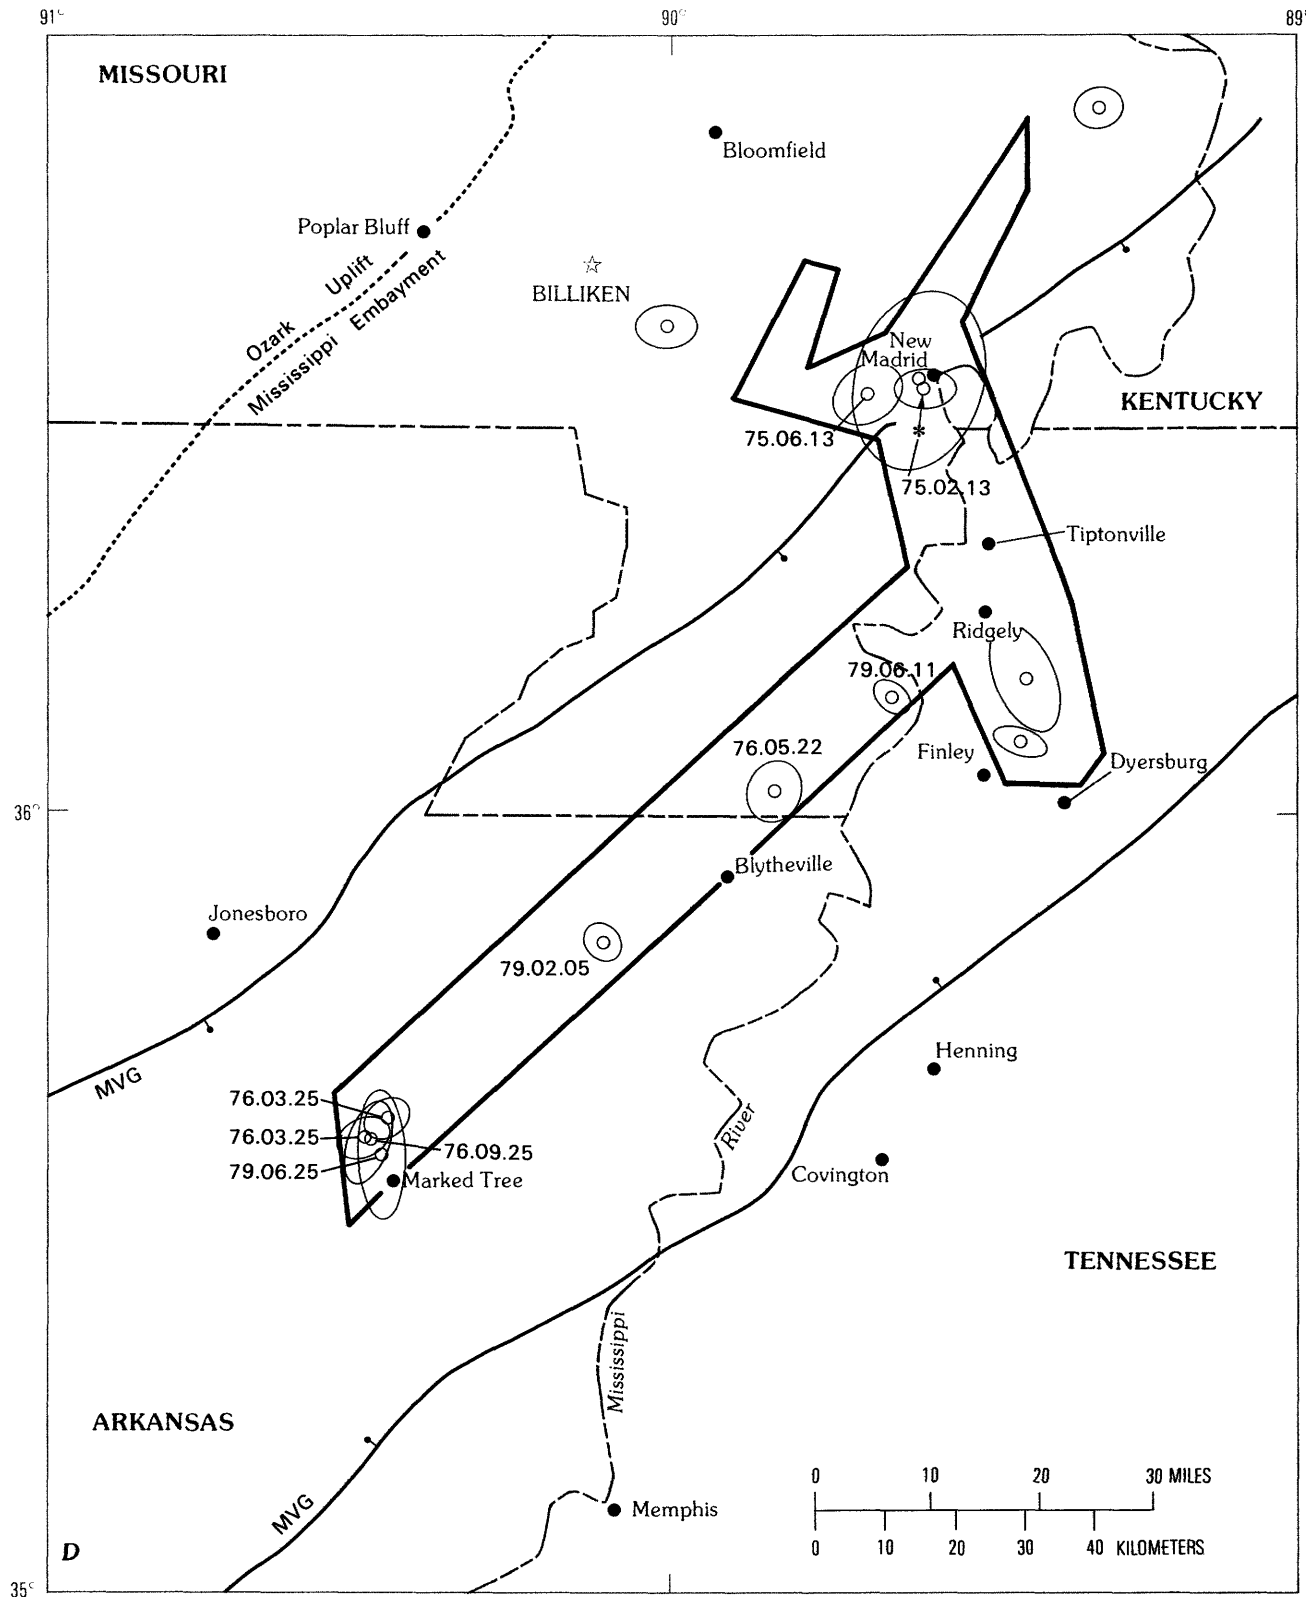 91°
90°
89°
MISSOURI
Bloomfield
Poplar Bluff
Ozark Uplift
Mississippi Embayment
BILLIKEN
New
Madrid
KENTUCKY
75.06.13
*
75.02.13
Tiptonville
Ridgely
79.06.11
76.05.22
Finley
Dyersburg
36°
Blytheville
Jonesboro
79.02.05
Henning
MVG
76.03.25
76.03.25
76.09.25
79.06.25
Marked Tree
River
Covington
TENNESSEE
Mississippi
ARKANSAS
0 10 20 30 MILES
MVG
Memphis
0 10 20 30 40 KILOMETERS
D
35°